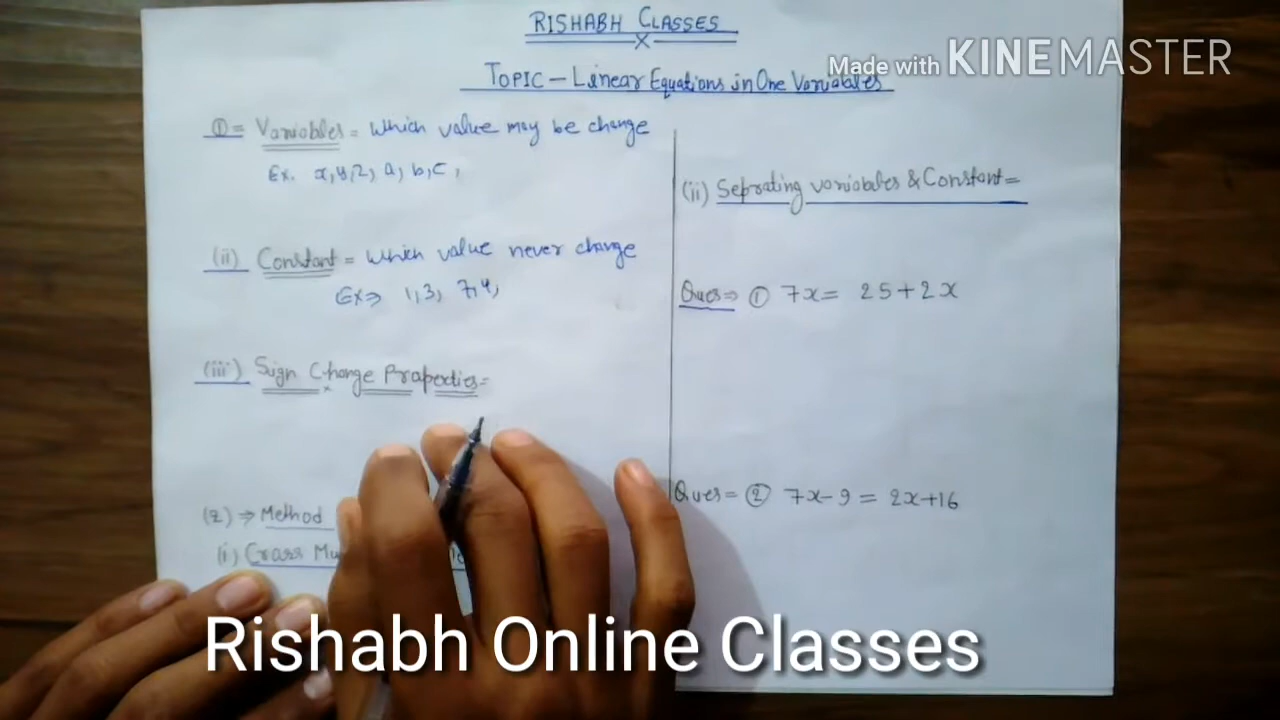 RISHABH CLASSES
Made with KINEMASTER
TOPIC - Linear Equations in One Variables
① = Variables = Which value may be change
Ex. x, y, z, a, b, c,
(ii) Constant = Which value never change
Ex ⇒ 1, 3, 7, 4,
(iii) Sign Change Properties =
(2) ⇒ Method
(i) Cross
(ii) Seprating variables & Constant =
Ques ⇒ ① 7x = 25 + 2x
Ques = ② 7x - 9 = 2x + 16
Rishabh Online Classes